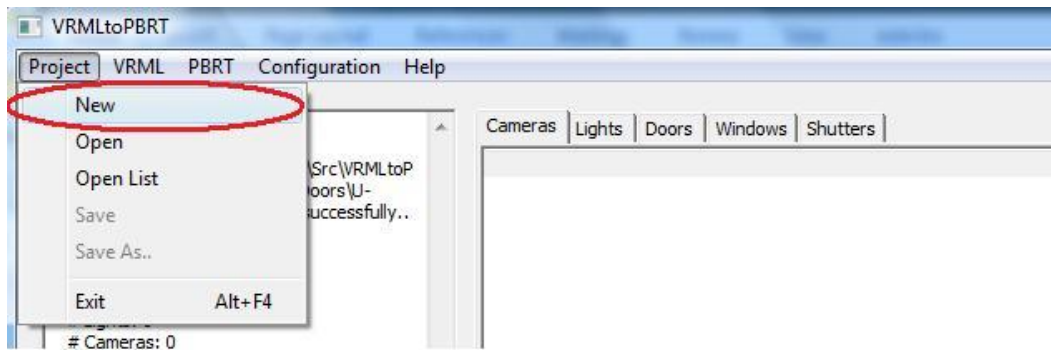 VRMLtoPBRT
Project VRML PBRT Configuration Help
New
Open
Open List
Save
Save As..
Exit Alt+F4
\Src\VRMLtoP
oors\U-
uccessfully..
# Cameras: 0
Cameras Lights Doors Windows Shutters